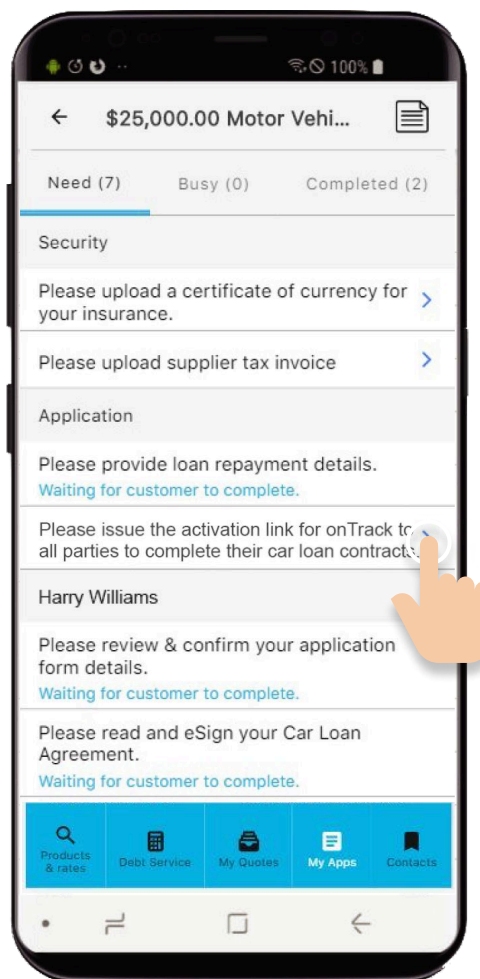 100%
$25,000.00 Motor Vehi...
Need (7) Busy (0) Completed (2)
Security
Please upload a certificate of currency for
your insurance.
Please upload supplier tax invoice
Application
Please provide loan repayment details.
Waiting for customer to complete.
Please issue the activation link for onTrack to
all parties to complete their car loan contracts.
Harry Williams
Please review & confirm your application
form details.
Waiting for customer to complete.
Please read and eSign your Car Loan
Agreement.
Waiting for customer to complete.
Products
& rates
Debt Service
My Quotes
My Apps
Contacts